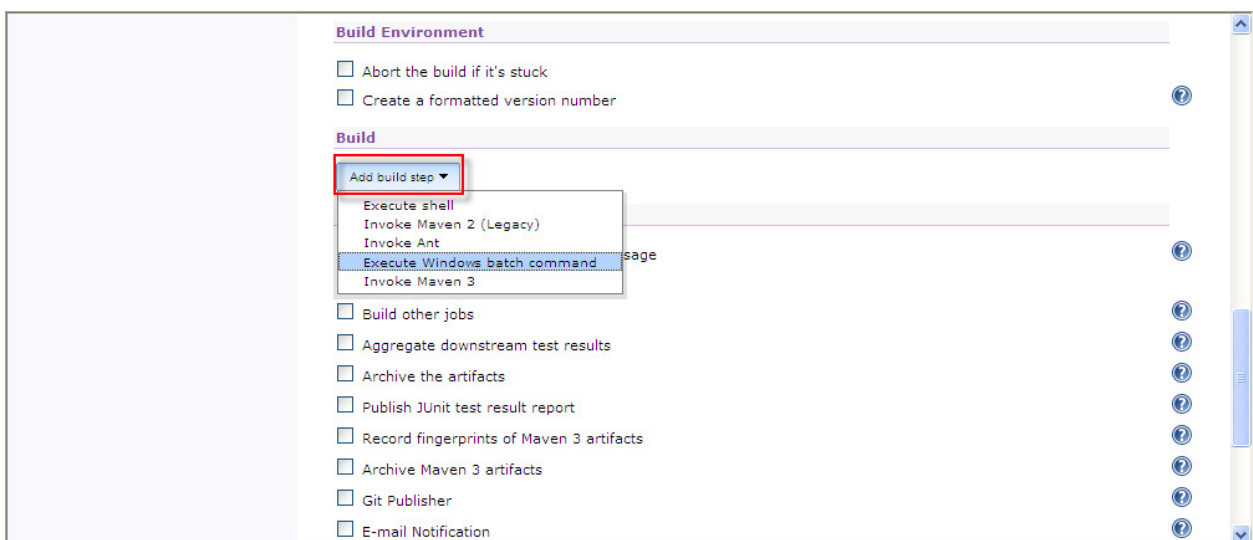 Build Environment
Abort the build if it's stuck
Create a formatted version number
Build
Add build step
Execute shell
Invoke Maven 2 (Legacy)
Invoke Ant
Execute Windows batch command
Invoke Maven 3
Build other jobs
Aggregate downstream test results
Archive the artifacts
Publish JUnit test result report
Record fingerprints of Maven 3 artifacts
Archive Maven 3 artifacts
Git Publisher
E-mail Notification